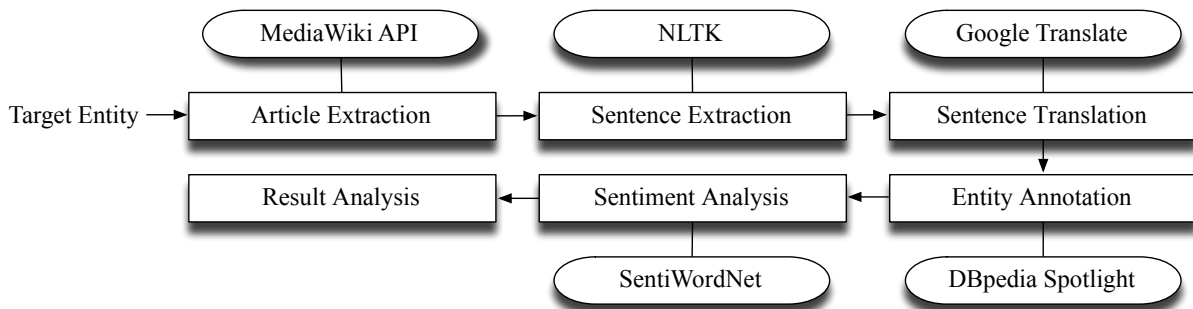 MediaWiki API
NLTK
Google Translate
Target Entity
Article Extraction
Sentence Extraction
Sentence Translation
Result Analysis
Sentiment Analysis
Entity Annotation
SentiWordNet
DBpedia Spotlight